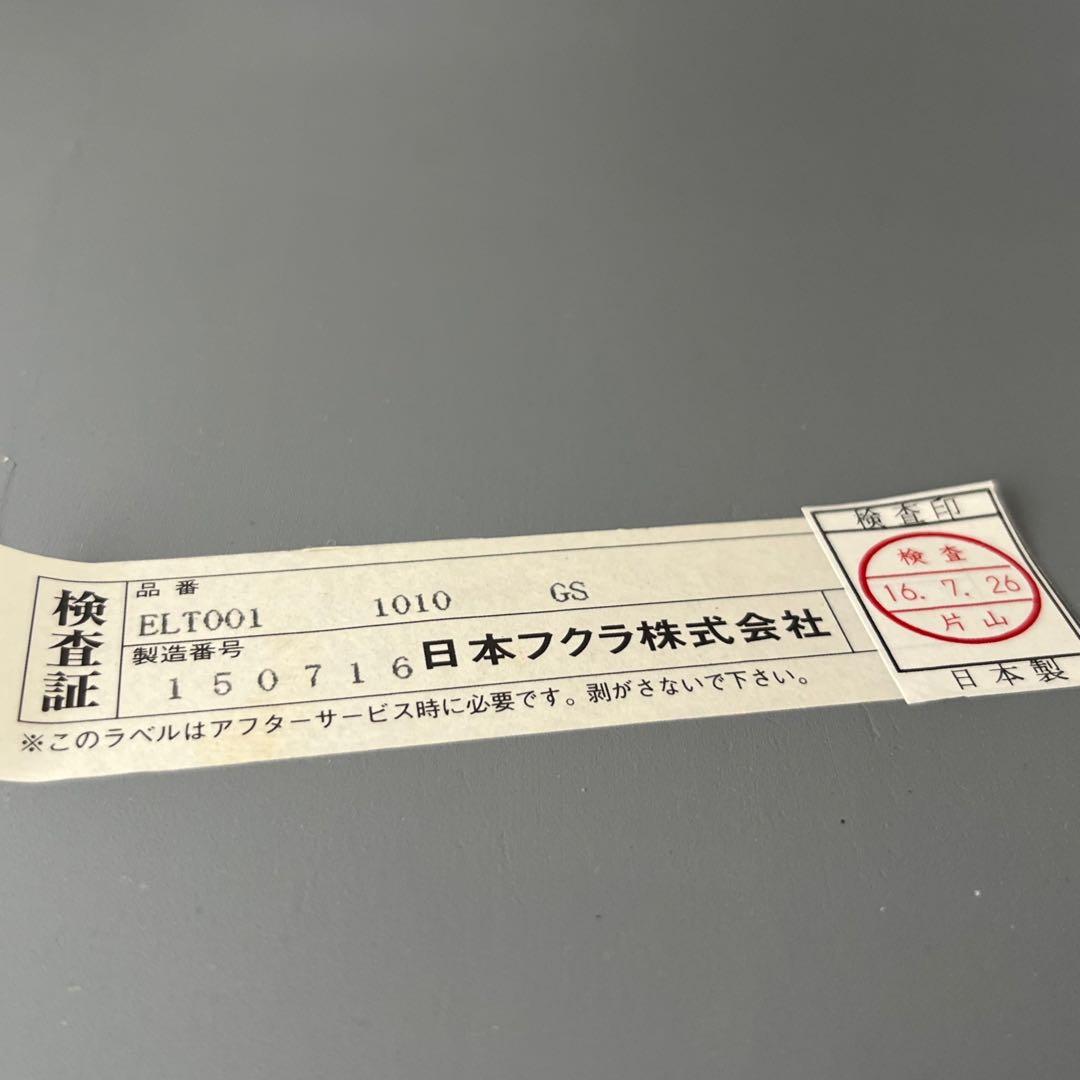 検査証
品番
ELT001 1010 GS
製造番号
150716
日本フクラ株式会社
※このラベルはアフターサービス時に必要です。剥がさないで下さい。
検査印
検査
16.7.26
片山
日本製